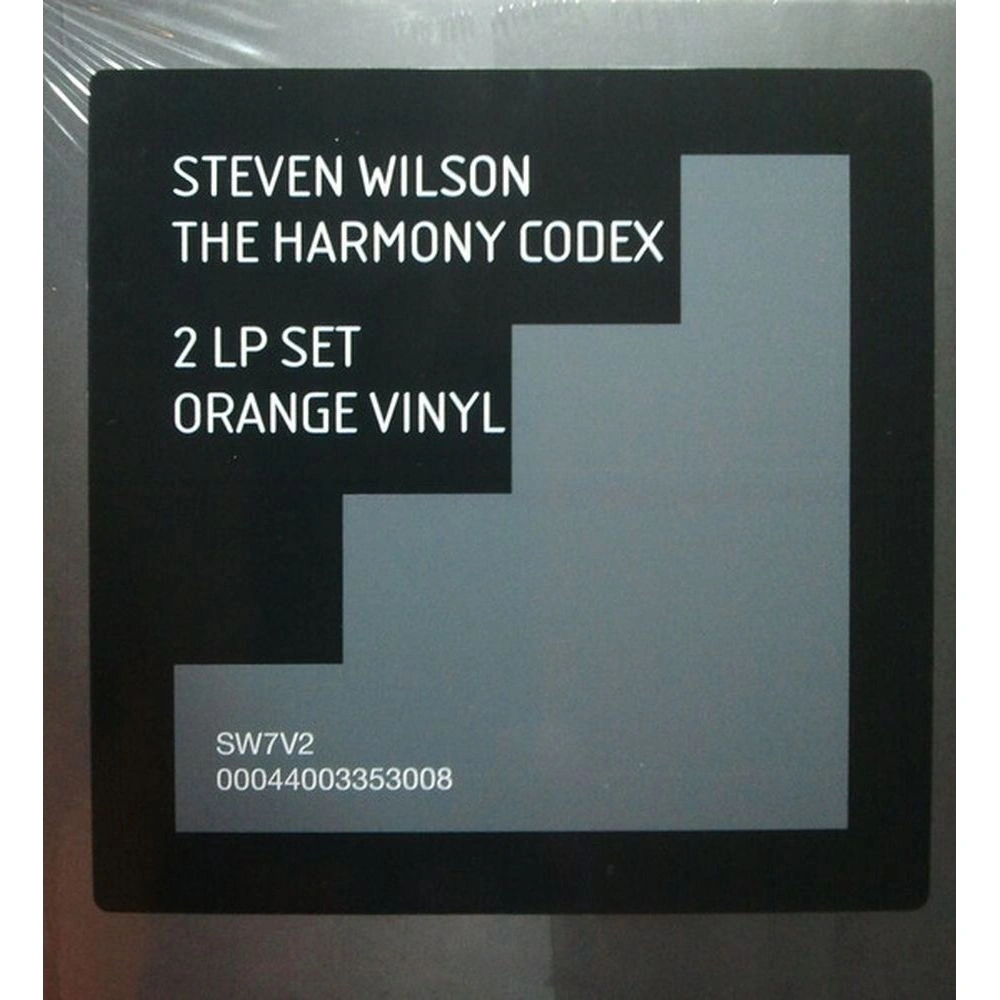 STEVEN WILSON
THE HARMONY CODEX
2 LP SET
ORANGE VINYL
SW7V2
00044003353008